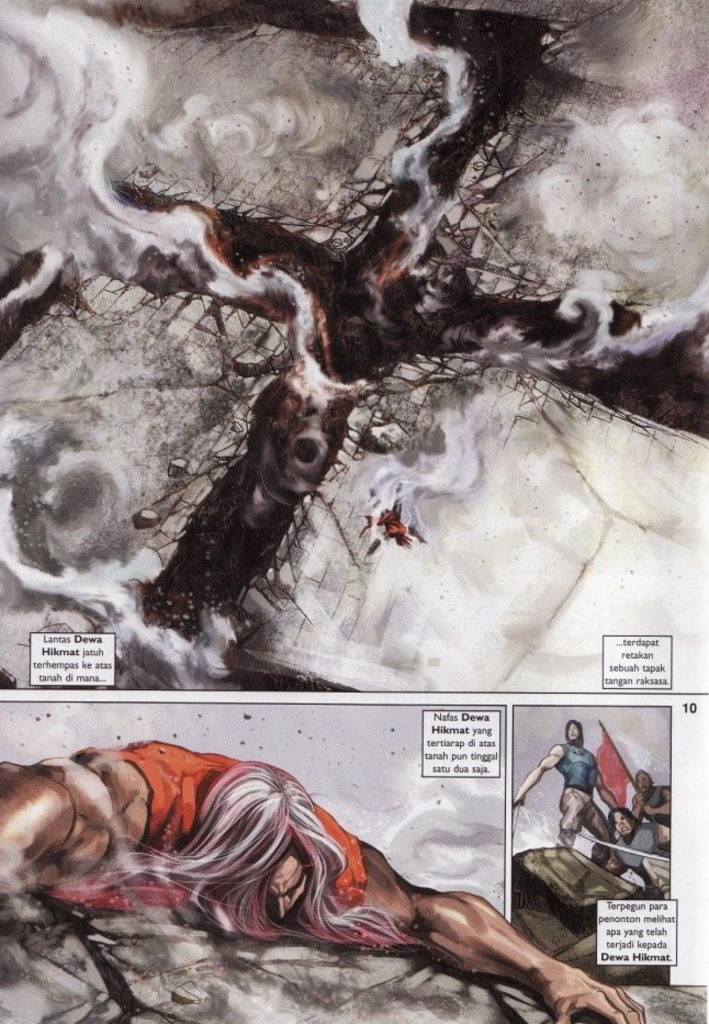 Lantas Dewa
Hikmat jatuh
terhempas ke atas
tanah di mana...
...terdapat
retakan
sebuah tapak
tangan raksasa.
10
Nafas Dewa
Hikmat yang
tertiarap di atas
tanah pun tinggal
satu dua saja.
Terpegun para
penonton melihat
apa yang telah
terjadi kepada
Dewa Hikmat.